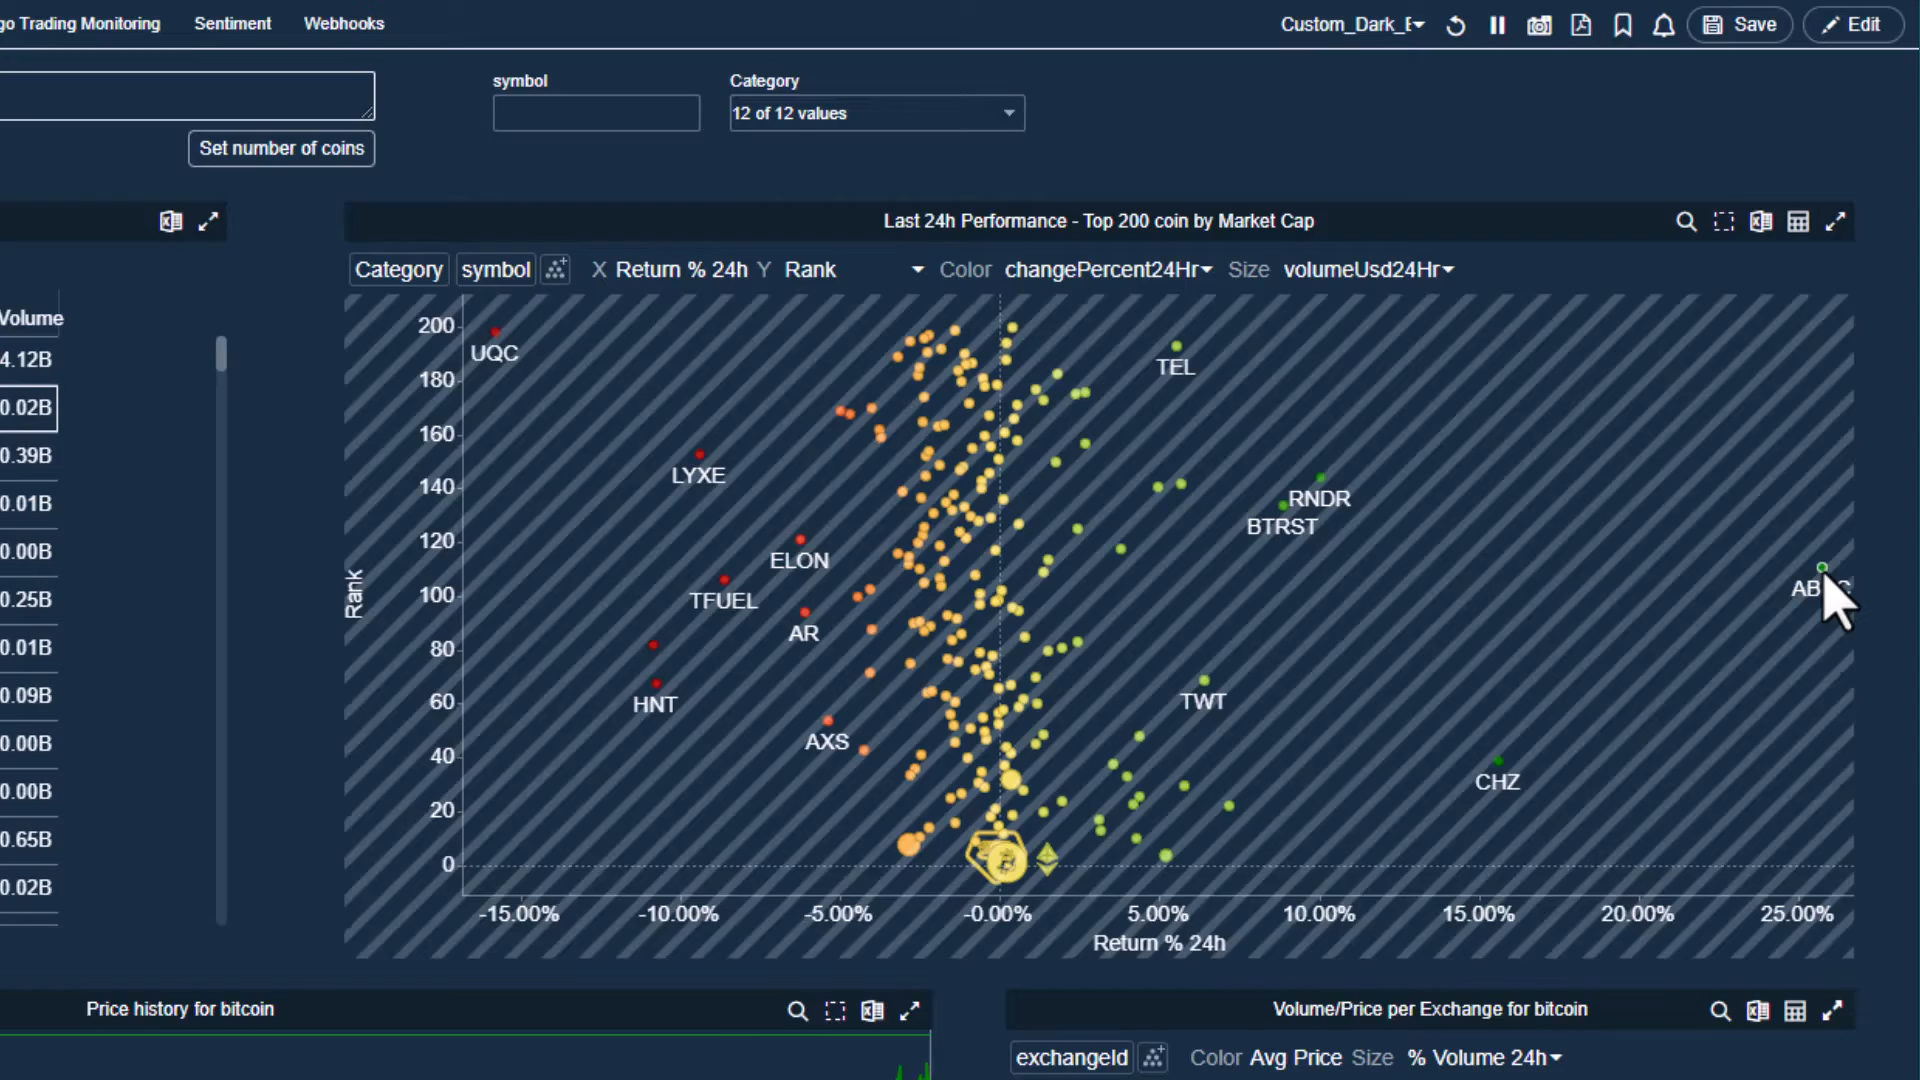 go Trading Monitoring Sentiment Webhooks Custom_Dark_E Save Edit
symbol Category
12 of 12 values
Set number of coins
Last 24h Performance - Top 200 coin by Market Cap
Category symbol X Return % 24h Y Rank Color changePercent24Hr Size volumeUsd24Hr
Volume
4.12B
0.02B
0.39B
0.01B
0.00B
0.25B
0.01B
0.09B
0.00B
0.00B
0.65B
0.02B
Rank
200
180
160
140
120
100
80
60
40
20
0
UQC
TEL
LYXE
RNDR
BTRST
ELON
AB
TFUEL
AR
TWT
HNT
AXS
CHZ
-15.00% -10.00% -5.00% -0.00% 5.00% 10.00% 15.00% 20.00% 25.00%
Return % 24h
Price history for bitcoin
Volume/Price per Exchange for bitcoin
exchangeId Color Avg Price Size % Volume 24h